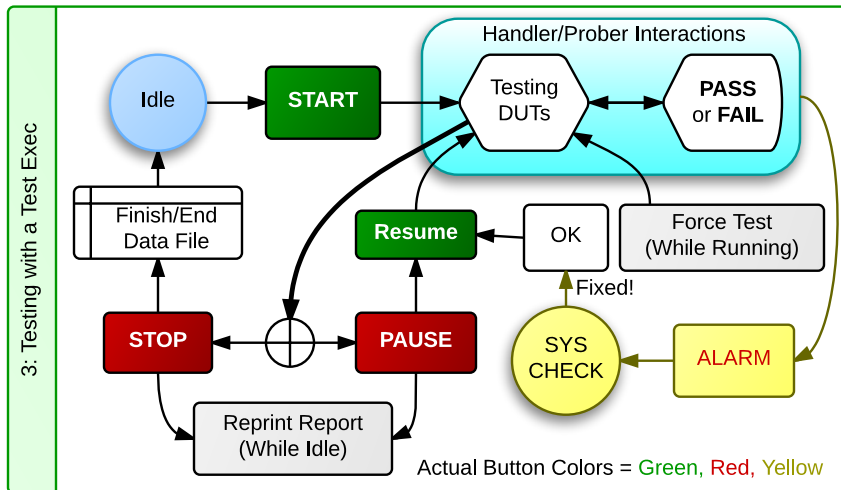 3: Testing with a Test Exec
Handler/Prober Interactions
Idle
START
Testing
DUTs
PASS
or FAIL
Finish/End
Data File
Resume
OK
Force Test
(While Running)
Fixed!
STOP
PAUSE
SYS
CHECK
ALARM
Reprint Report
(While Idle)
Actual Button Colors = Green, Red, Yellow